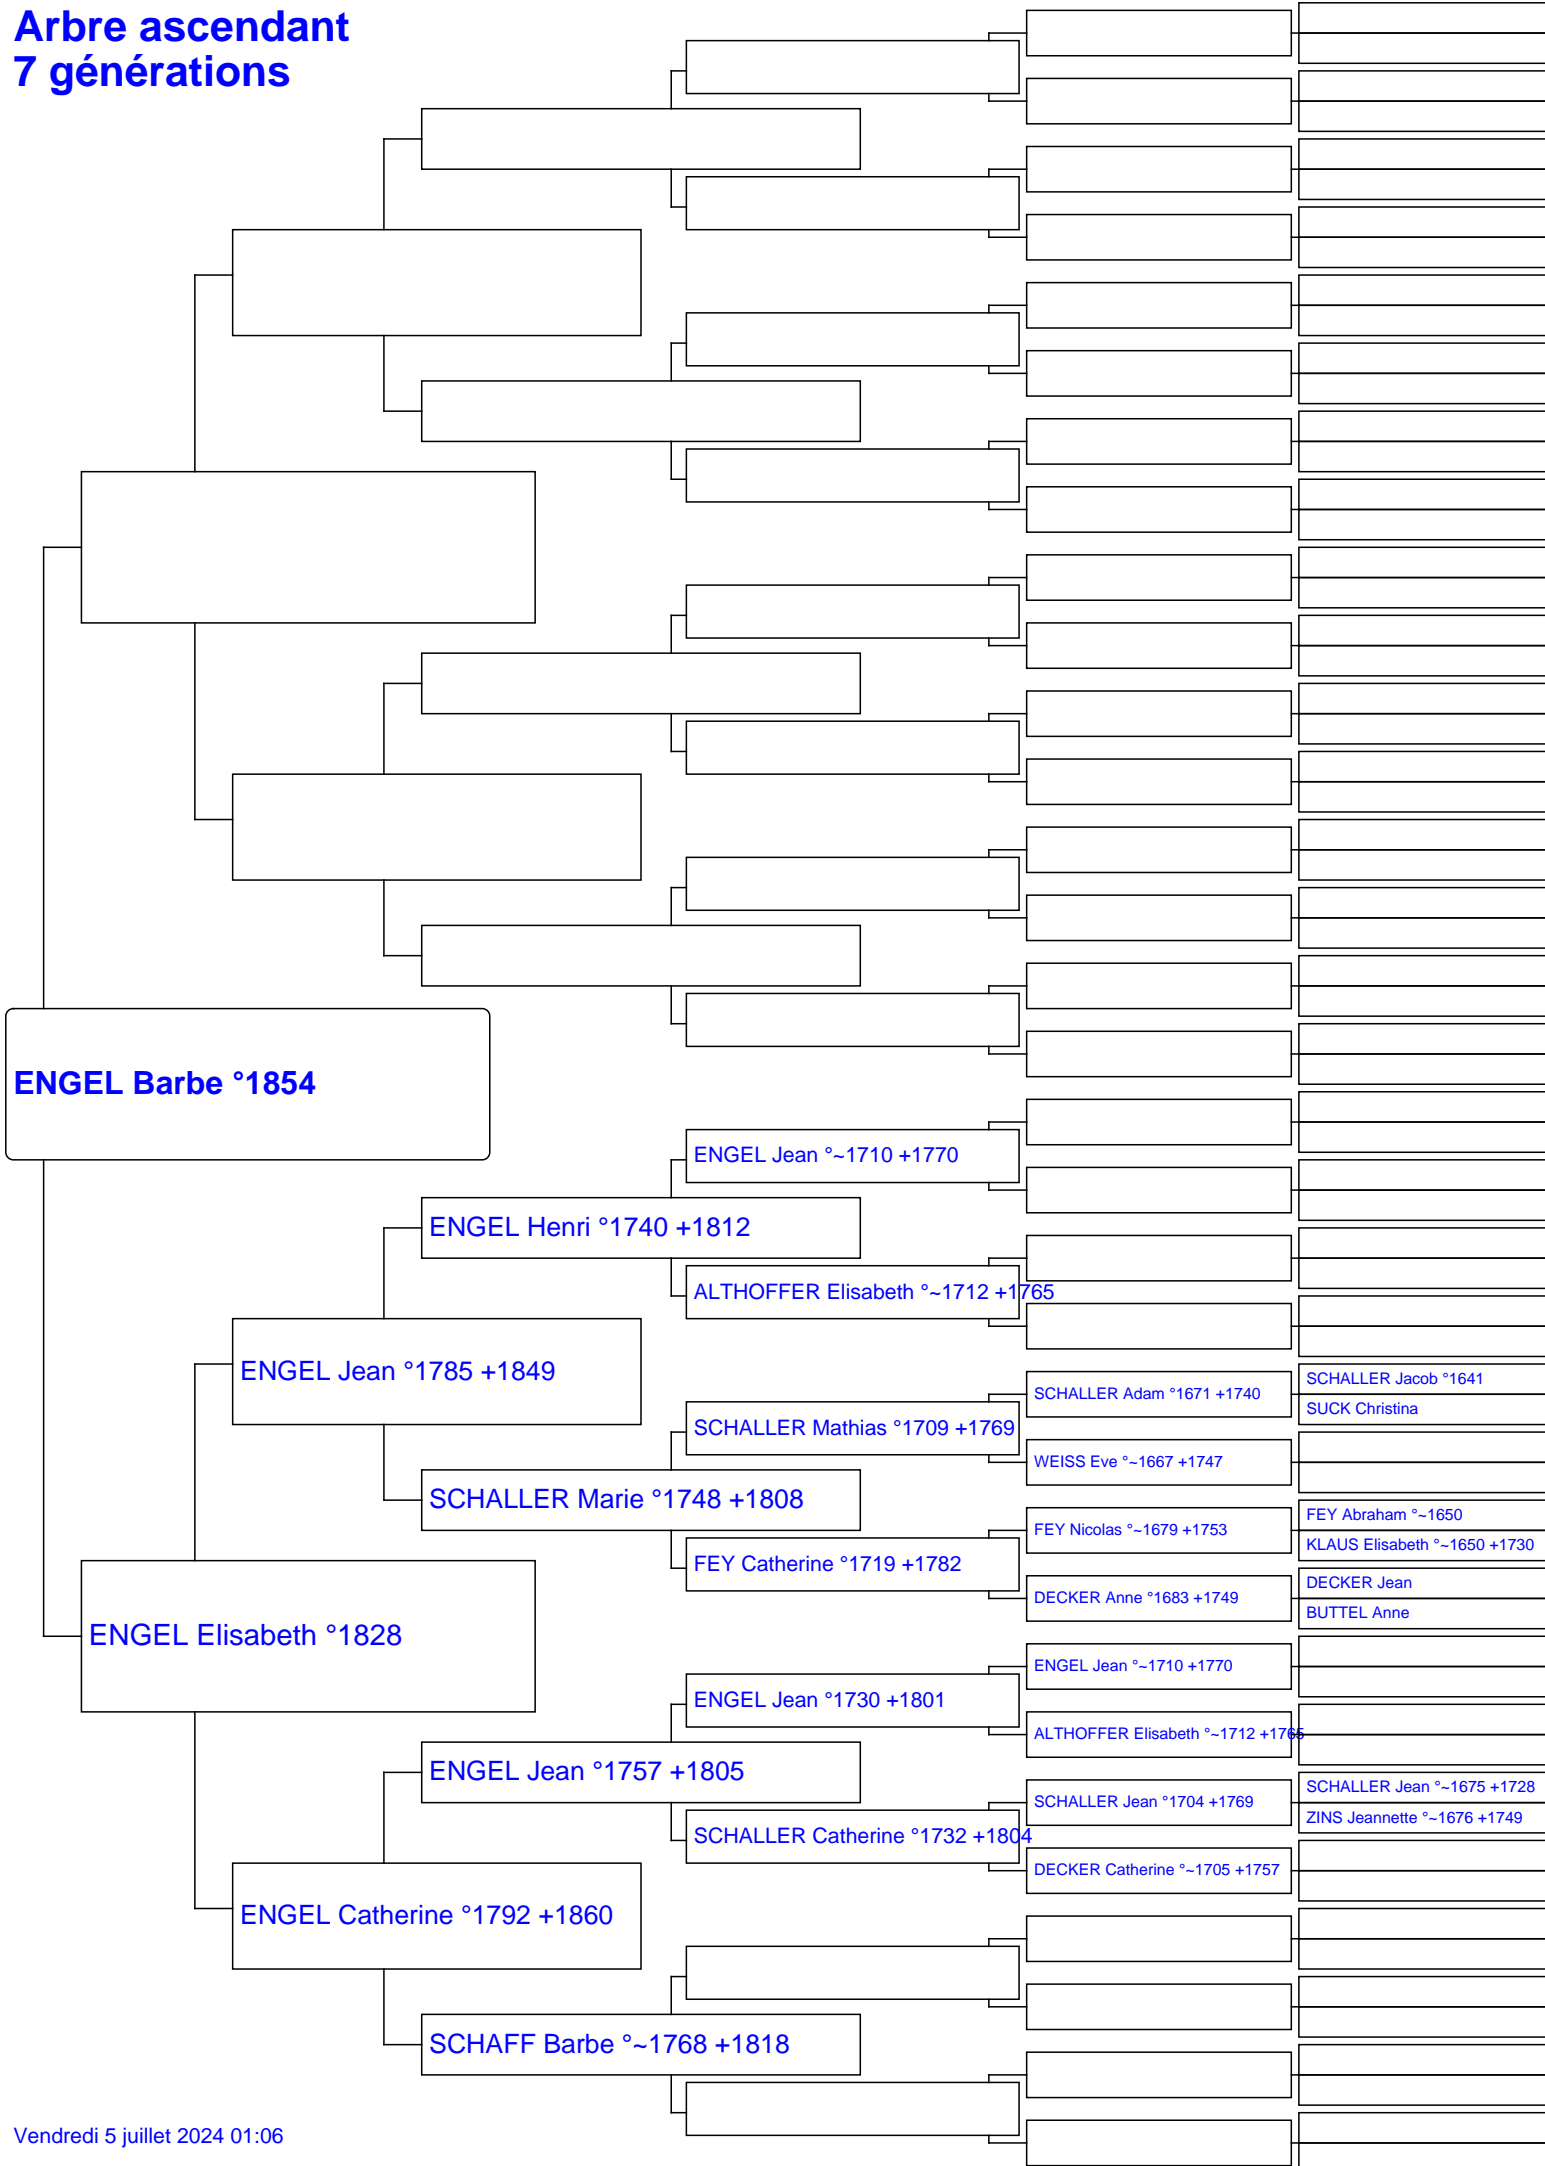 Arbre ascendant
7 générations
ENGEL Barbe °1854
ENGEL Jean °~1710 +1770
ENGEL Henri °1740 +1812
ALTHOFFER Elisabeth °~1712 +1765
ENGEL Jean °1785 +1849
SCHALLER Jacob °1641
SCHALLER Adam °1671 +1740
SUCK Christina
SCHALLER Mathias °1709 +1769
WEISS Eve °~1667 +1747
SCHALLER Marie °1748 +1808
FEY Abraham °~1650
FEY Nicolas °~1679 +1753
KLAUS Elisabeth °~1650 +1730
FEY Catherine °1719 +1782
DECKER Jean
DECKER Anne °1683 +1749
BUTTEL Anne
ENGEL Elisabeth °1828
ENGEL Jean °~1710 +1770
ENGEL Jean °1730 +1801
ALTHOFFER Elisabeth °~1712 +1765
ENGEL Jean °1757 +1805
SCHALLER Jean °~1675 +1728
SCHALLER Jean °1704 +1769
ZINS Jeannette °~1676 +1749
SCHALLER Catherine °1732 +1804
DECKER Catherine °~1705 +1757
ENGEL Catherine °1792 +1860
SCHAFF Barbe °~1768 +1818
Vendredi 5 juillet 2024 01:06